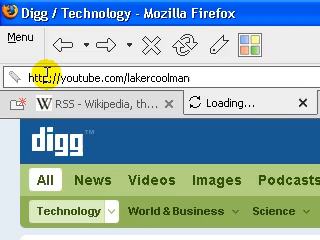 Digg / Technology - Mozilla Firefox
Menu
http://youtube.com/lakercoolman
W RSS - Wikipedia, th... Loading...
digg™
All News Videos Images Podcasts
Technology World & Business Science